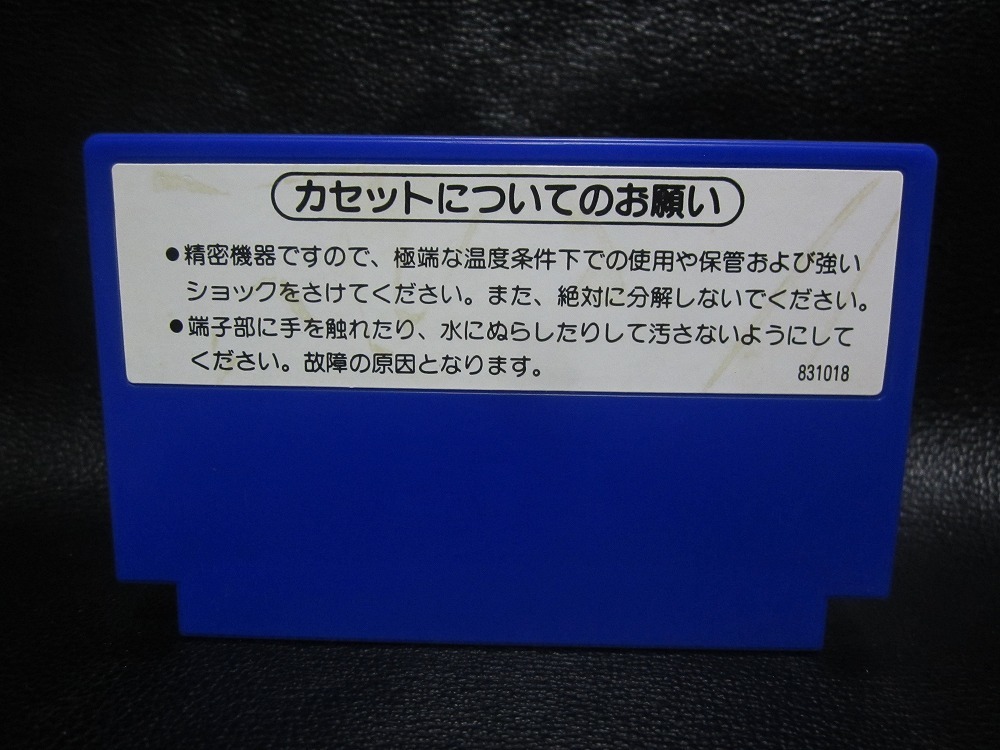 カセットについてのお願い
●精密機器ですので、極端な温度条件下での使用や保管および強い
ショックをさけてください。また、絶対に分解しないでください。
●端子部に手を触れたり、水にぬらしたりして汚さないようにして
ください。故障の原因となります。
831018